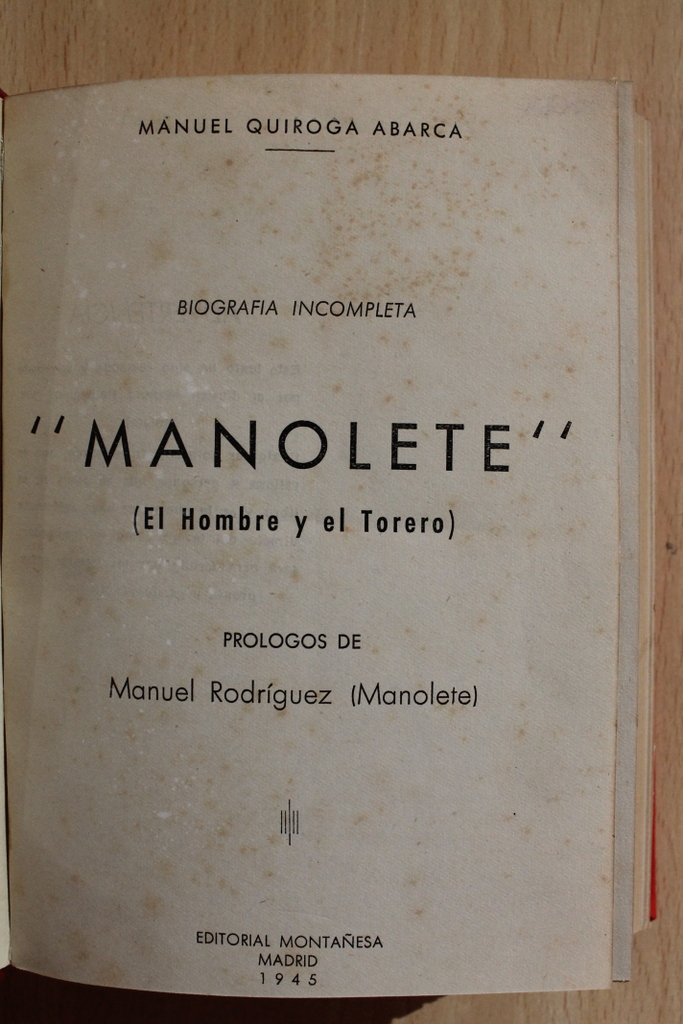 MANUEL QUIROGA ABARCA
BIOGRAFIA INCOMPLETA
"MANOLETE"
(El Hombre y el Torero)
PROLOGOS DE
Manuel Rodríguez (Manolete)
EDITORIAL MONTAÑESA
MADRID
1945